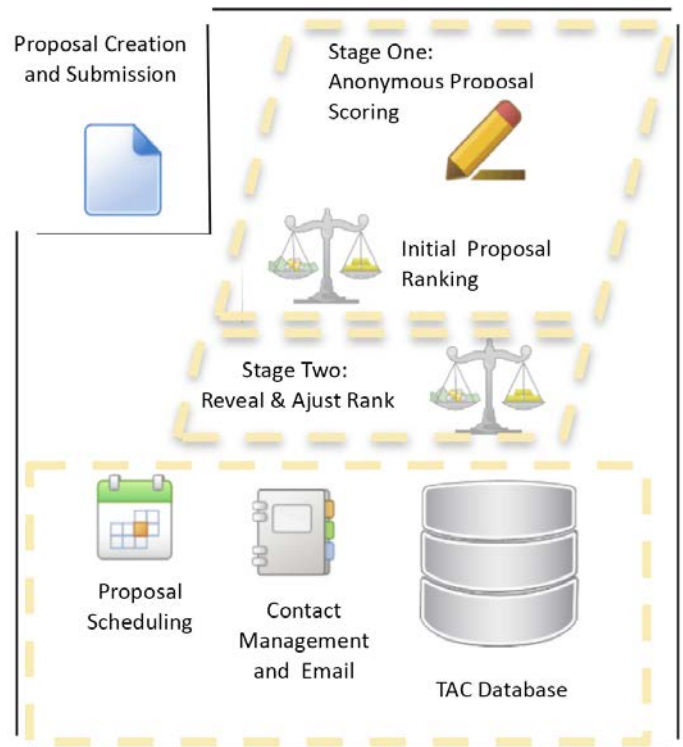 Proposal Creation
and Submission
Stage One:
Anonymous Proposal
Scoring
Initial Proposal
Ranking
Stage Two:
Reveal & Ajust Rank
Proposal
Scheduling
Contact
Management
and Email
TAC Database